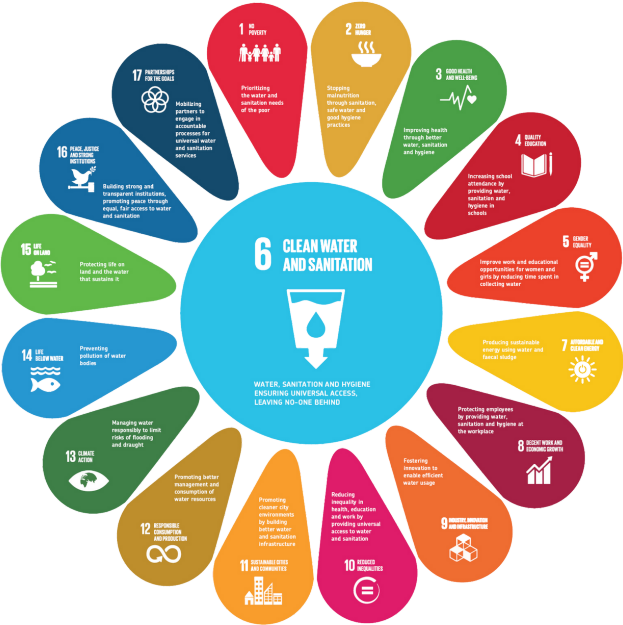 6 CLEAN WATER
AND SANITATION
WATER, SANITATION AND HYGIENE
ENSURING UNIVERSAL ACCESS,
LEAVING NO-ONE BEHIND
1 NO
POVERTY
Prioritizing
the water and
sanitation needs
of the poor
2 ZERO
HUNGER
Stopping
malnutrition
through sanitation,
safe water and
good hygiene
practices
3 GOOD HEALTH
AND WELL-BEING
Improving health
through better
water, sanitation
and hygiene
4 QUALITY
EDUCATION
Increasing school
attendance by
providing water,
sanitation and
hygiene in
schools
5 GENDER
EQUALITY
Improve work and educational
opportunities for women and
girls by reducing time spent in
collecting water
7 AFFORDABLE AND
CLEAN ENERGY
Producing sustainable
energy using water and
faecal sludge
Protecting employees
by providing water,
sanitation and hygiene at
the workplace
8 DECENT WORK AND
ECONOMIC GROWTH
Fostering
innovation to
enable efficient
water usage
9 INDUSTRY, INNOVATION
AND INFRASTRUCTURE
Reducing
inequality in
health, education
and work by
providing universal
access to water
and sanitation
10 REDUCED
INEQUALITIES
Promoting
cleaner city
environments
by building
better water
and sanitation
infrastructure
11 SUSTAINABLE CITIES
AND COMMUNITIES
Promoting better
management and
consumption of
water resources
12 RESPONSIBLE
CONSUMPTION
AND PRODUCTION
Managing water
responsibly to limit
risks of flooding
and draught
13 CLIMATE
ACTION
14 LIFE
BELOW WATER
Preventing
pollution of water
bodies
15 LIFE
ON LAND
Protecting life on
land and the water
that sustains it
16 PEACE, JUSTICE
AND STRONG
INSTITUTIONS
Building strong and
transparent institutions,
promoting peace through
equal, fair access to water
and sanitation
17 PARTNERSHIPS
FOR THE GOALS
Mobilizing
partners to
engage in
accountable
processes for
universal water
and sanitation
services